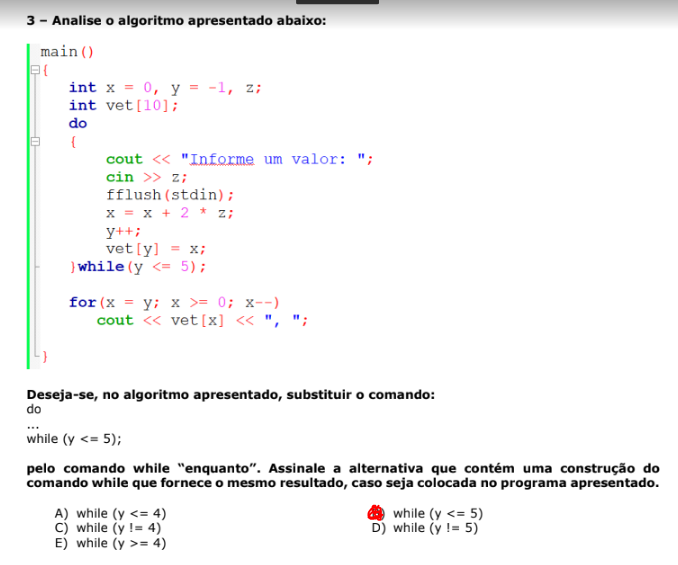 3 – Analise o algoritmo apresentado abaixo:
main()
{
int x = 0, y = -1, z;
int vet[10];
do
{
cout << "Informe um valor: ";
cin >> z;
fflush(stdin);
x = x + 2 * z;
y++;
vet[y] = x;
}while(y <= 5);
for(x = y; x >= 0; x--)
cout << vet[x] << ", ";
}
Deseja-se, no algoritmo apresentado, substituir o comando:
do
...
while (y <= 5);
pelo comando while “enquanto”. Assinale a alternativa que contém uma construção do
comando while que fornece o mesmo resultado, caso seja colocada no programa apresentado.
A) while (y <= 4) while (y <= 5)
C) while (y != 4) D) while (y != 5)
E) while (y >= 4)